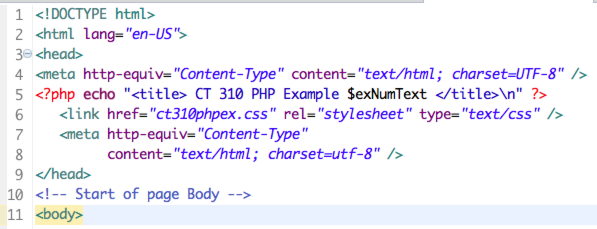 1 <!DOCTYPE html>
2 <html lang="en-US">
3 <head>
4 <meta http-equiv="Content-Type" content="text/html; charset=UTF-8" />
5 <?php echo "<title> CT 310 PHP Example $exNumText </title>\n" ?>
6    <link href="ct310phpex.css" rel="stylesheet" type="text/css" />
7    <meta http-equiv="Content-Type"
8          content="text/html; charset=utf-8" />
9 </head>
10 <!-- Start of page Body -->
11 <body>